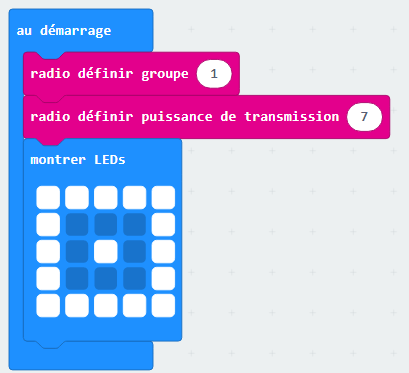 au démarrage
radio définir groupe 1
radio définir puissance de transmission 7
montrer LEDs